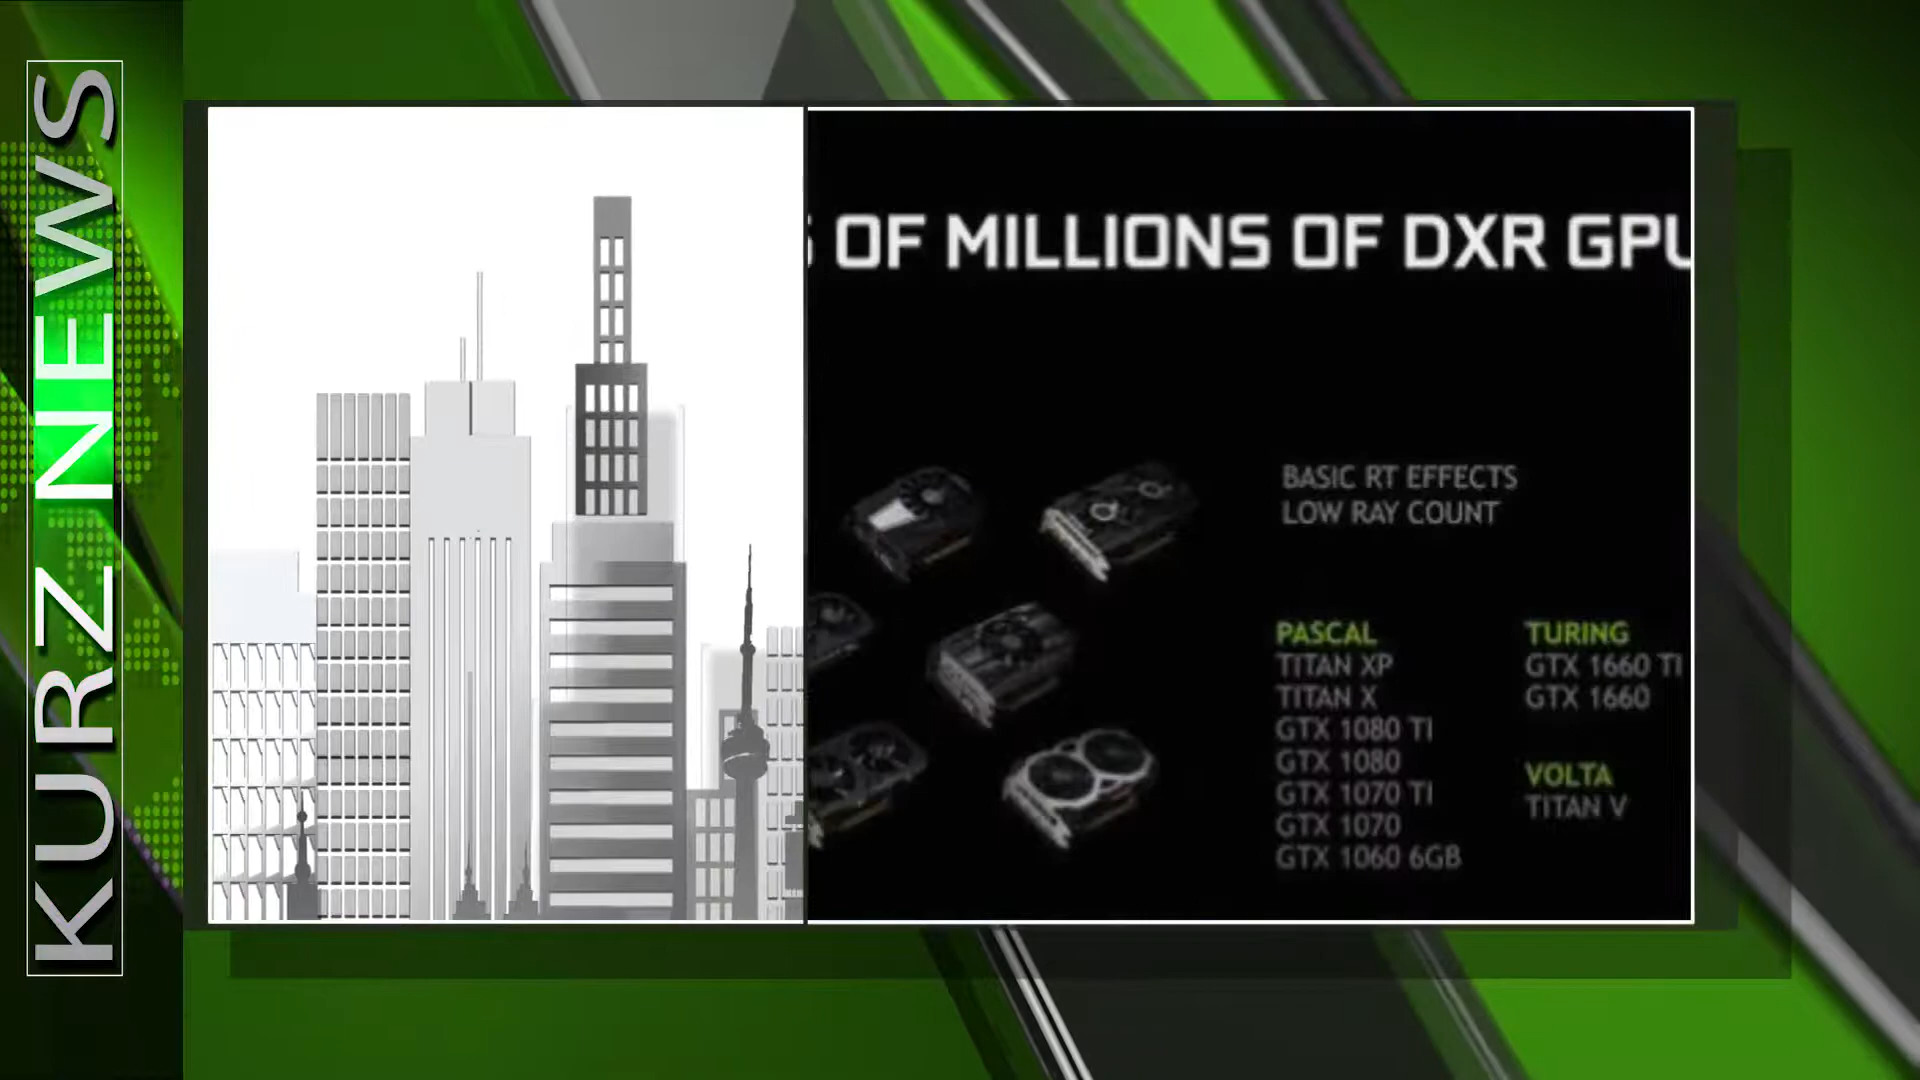 KURZ NEWS
OF MILLIONS OF DXR
BASIC RT EFFECTS
LOW RAY COUNT
PASCAL
TITAN XP
TITAN X
GTX 1080 TI
GTX 1080
GTX 1070 TI
GTX 1070
GTX 1060 6GB
TURING
GTX 1660 TI
GTX 1660
VOLTA
TITAN V